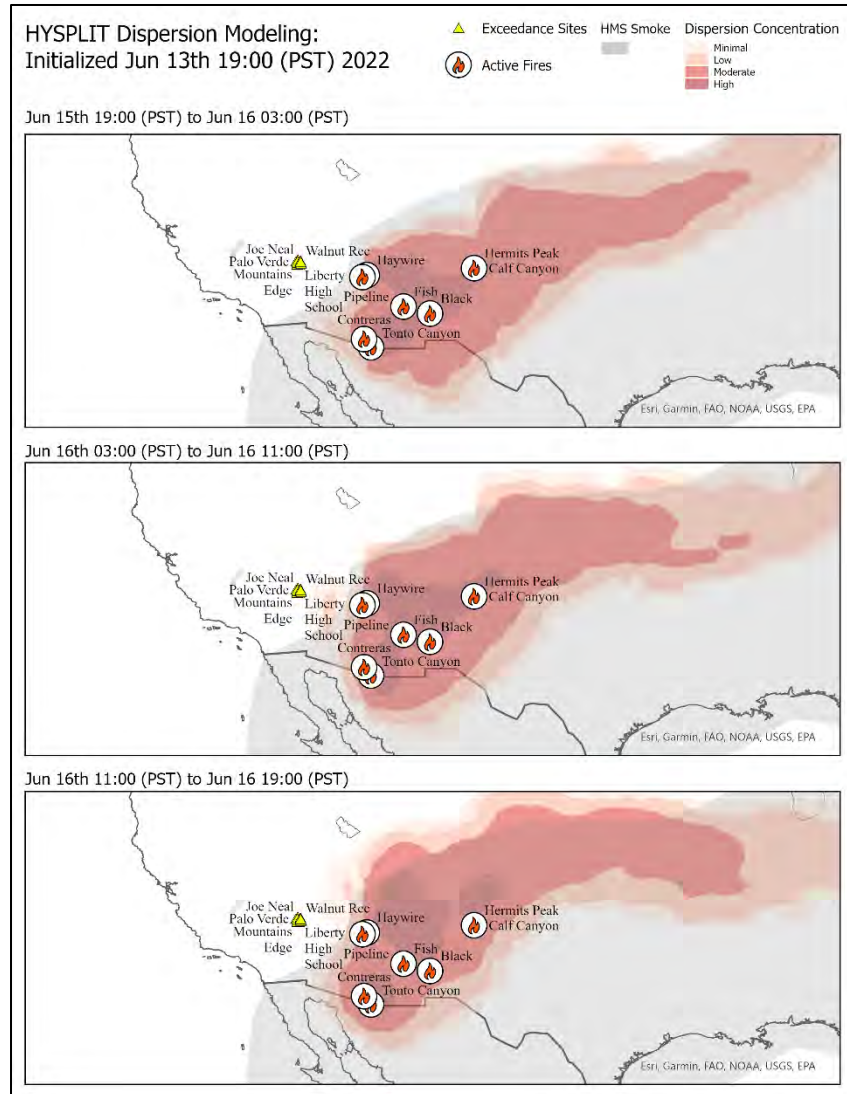 HYSPLIT Dispersion Modeling:
Initialized Jun 13th 19:00 (PST) 2022
Exceedance Sites
Active Fires
HMS Smoke
Dispersion Concentration
Minimal
Low
Moderate
High
Jun 15th 19:00 (PST) to Jun 16 03:00 (PST)
Joe Neal
Walnut Rec
Palo Verde
Mountains
Edge
Liberty
High
School
Haywire
Hermits Peak
Calf Canyon
Pipeline
Fish
Black
Contreras
Tonto Canyon
Esri, Garmin, FAO, NOAA, USGS, EPA
Jun 16th 03:00 (PST) to Jun 16 11:00 (PST)
Joe Neal
Walnut Rec
Palo Verde
Mountains
Edge
Liberty
High
School
Haywire
Hermits Peak
Calf Canyon
Pipeline
Fish
Black
Contreras
Tonto Canyon
Esri, Garmin, FAO, NOAA, USGS, EPA
Jun 16th 11:00 (PST) to Jun 16 19:00 (PST)
Joe Neal
Walnut Rec
Palo Verde
Mountains
Edge
Liberty
High
School
Haywire
Hermits Peak
Calf Canyon
Pipeline
Fish
Black
Contreras
Tonto Canyon
Esri, Garmin, FAO, NOAA, USGS, EPA